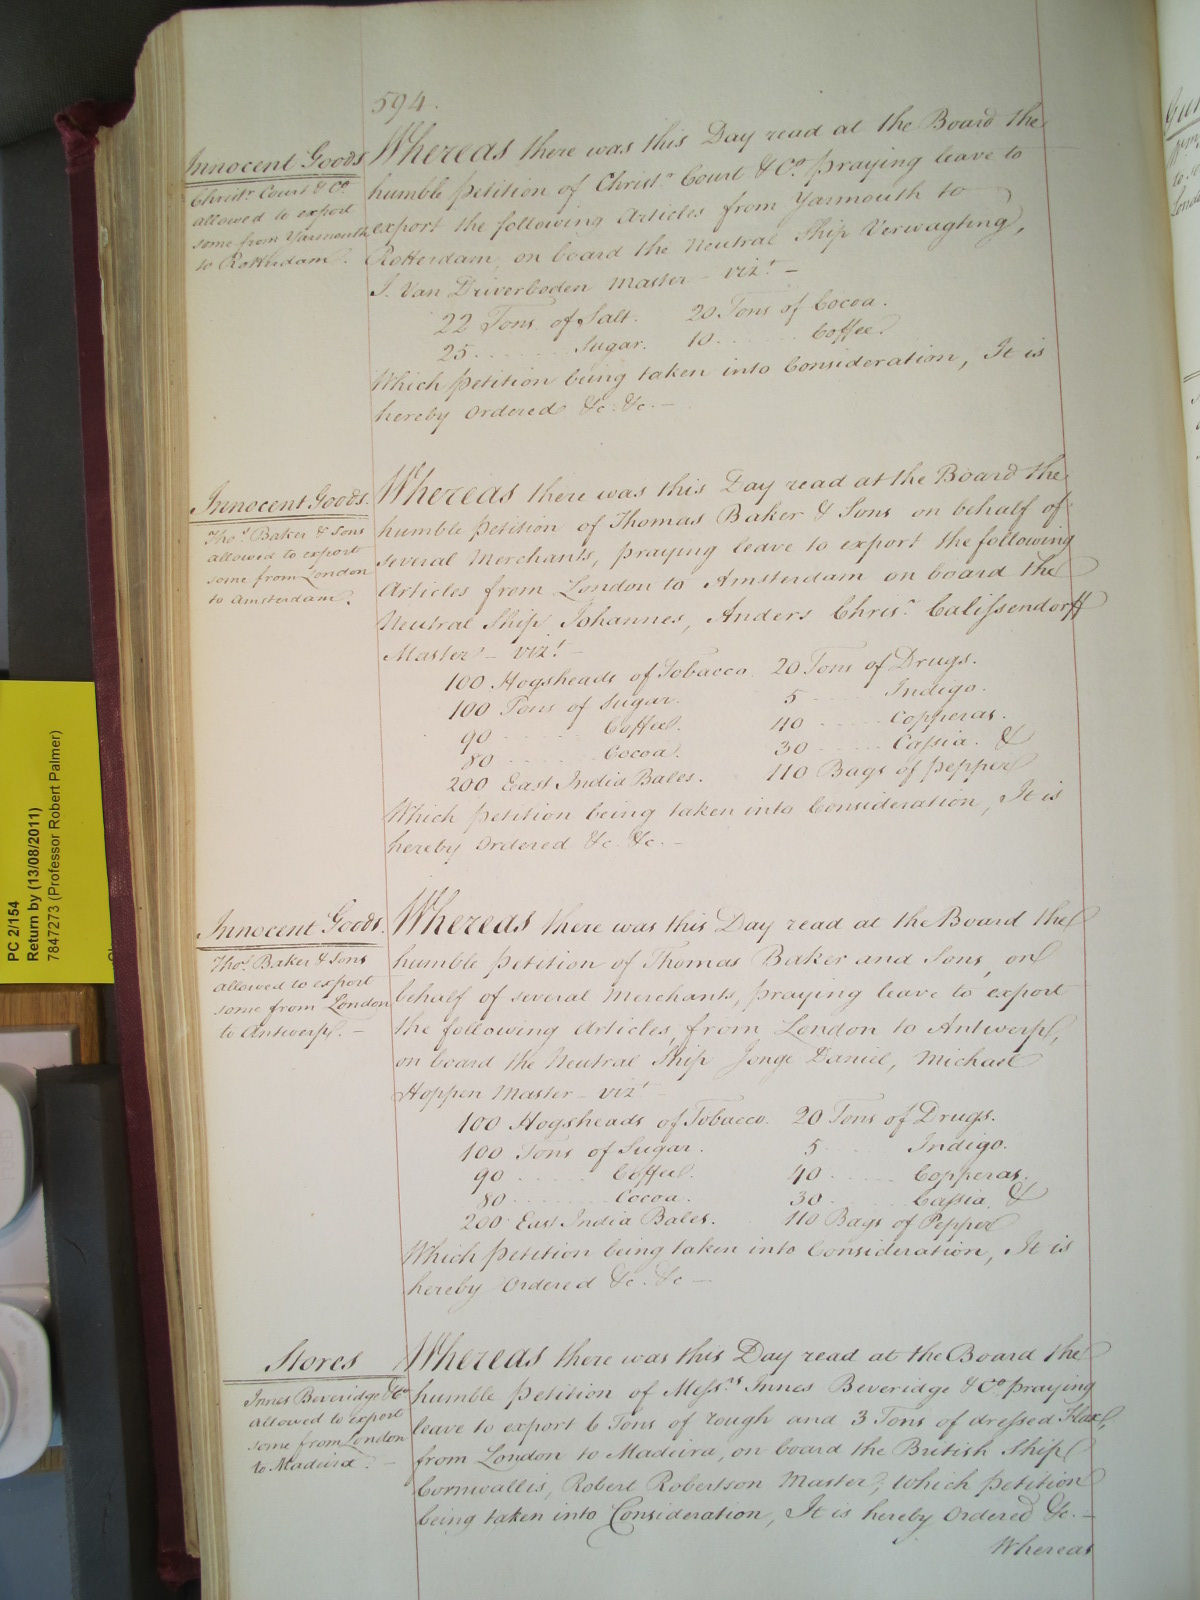 594.
Innocent Goods
Christr. Court & Co.
allowed to export
some from Yarmouth
to Rotterdam.
Whereas there was this Day read at the Board the
humble petition of Christr. Court & Co. praying leave to
export the following Articles from Yarmouth to
Rotterdam, on board the Neutral Ship Verwagting,
J. Van Driverboden Master - vizt. -
22 Tons of Salt. 20 Tons of Cocoa.
25 ........ Sugar. 10 ........ Coffee.
Which petition being taken into Consideration, It is
hereby Ordered &c. &c. -
Innocent Goods.
Thos. Baker & Sons
allowed to export
some from London
to Amsterdam.
Whereas there was this Day read at the Board the
humble petition of Thomas Baker & Sons on behalf of
several Merchants, praying leave to export the following
Articles from London to Amsterdam on board the
Neutral Ship Johannes, Anders Chrisr. Calissendorff
Master - vizt. -
100 Hogsheads of Tobacco. 20 Tons of Drugs.
100 Tons of Sugar. 5 ........ Indigo.
90 ........ Coffee. 40 ........ Copperas.
80 ........ Cocoa. 30 ........ Cassia. &
200 East India Bales. 110 Bags of Pepper
Which petition being taken into Consideration, It is
hereby Ordered &c. &c. -
Innocent Goods.
Thos. Baker & Sons
allowed to export
some from London
to Antwerp. -
Whereas there was this Day read at the Board the
humble petition of Thomas Baker and Sons, on
behalf of several Merchants, praying leave to export
the following Articles, from London to Antwerp,
on board the Neutral Ship Jonge Daniel, Michael
Hoppen Master - vizt. -
100 Hogsheads of Tobacco. 20 Tons of Drugs.
100 Tons of Sugar. 5 ........ Indigo.
90 ........ Coffee. 40 ........ Copperas.
80 ........ Cocoa. 30 ........ Cassia. &
200 East India Bales. 110 Bags of Pepper
Which petition being taken into Consideration, It is
hereby Ordered &c. &c. -
Stores
Innes Beveridge & Co.
allowed to export
some from London
to Madeira. -
Whereas there was this Day read at the Board the
humble petition of Messrs. Innes Beveridge & Co. praying
leave to export 6 Tons of rough and 3 Tons of dressed Flax,
from London to Madeira, on board the British Ship
Cornwallis, Robert Robertson Master; which petition
being taken into Consideration, It is hereby Ordered &c. -
Whereas
PC 2/154
Return by (13/08/2011)
7847273 (Professor Robert Palmer)